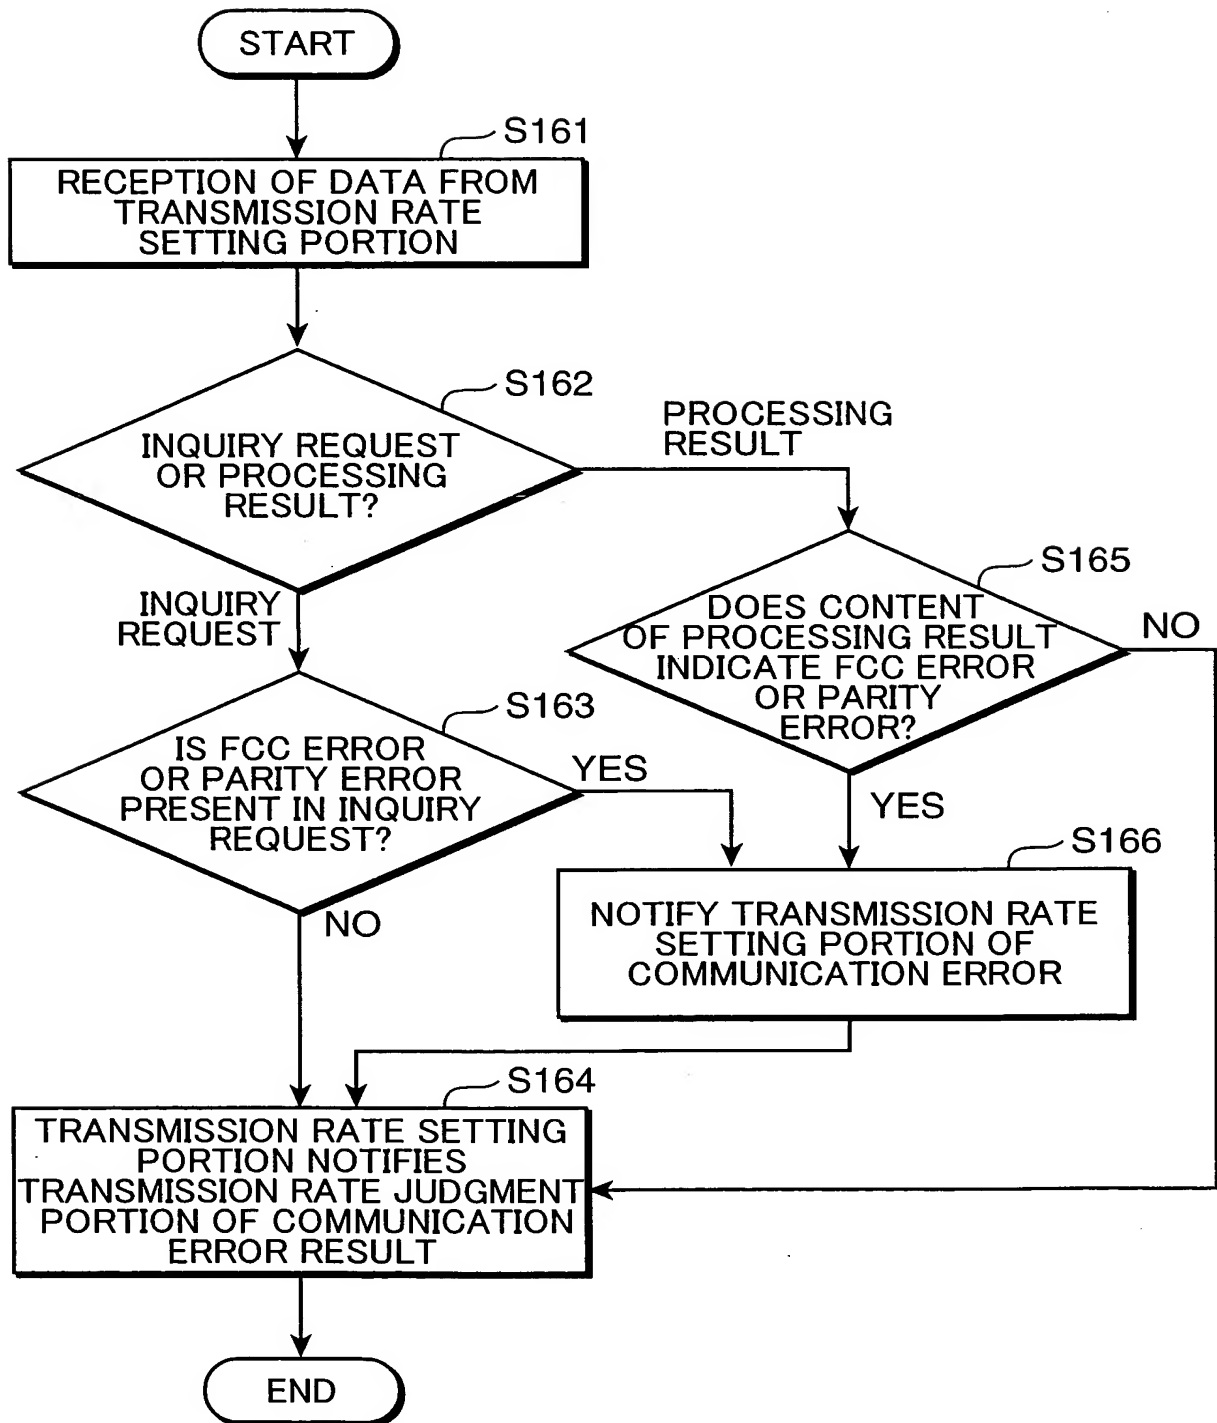 START
S161
RECEPTION OF DATA FROM
TRANSMISSION RATE
SETTING PORTION
S162
INQUIRY REQUEST
OR PROCESSING
RESULT?
PROCESSING
RESULT
INQUIRY
REQUEST
S165
DOES CONTENT
OF PROCESSING RESULT
INDICATE FCC ERROR
OR PARITY
ERROR?
NO
YES
S163
IS FCC ERROR
OR PARITY ERROR
PRESENT IN INQUIRY
REQUEST?
YES
NO
S166
NOTIFY TRANSMISSION RATE
SETTING PORTION OF
COMMUNICATION ERROR
S164
TRANSMISSION RATE SETTING
PORTION NOTIFIES
TRANSMISSION RATE JUDGMENT
PORTION OF COMMUNICATION
ERROR RESULT
END